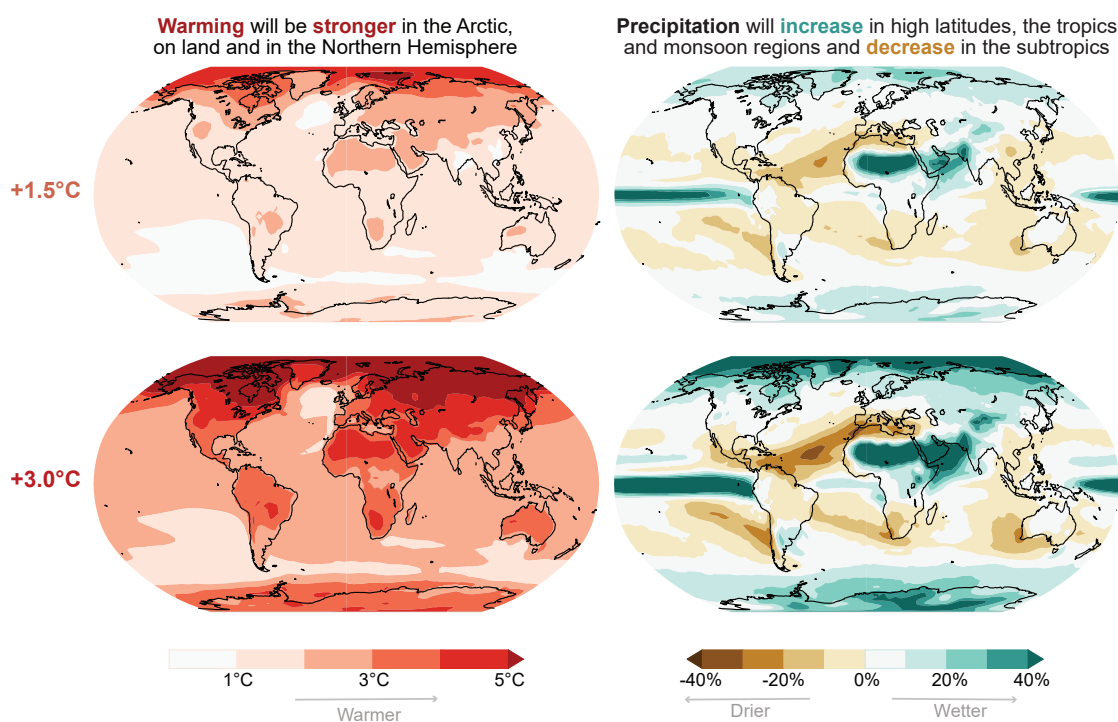 Warming will be stronger in the Arctic,
on land and in the Northern Hemisphere
Precipitation will increase in high latitudes, the tropics
and monsoon regions and decrease in the subtropics
+1.5°C
+3.0°C
1°C 3°C 5°C
Warmer
-40% -20% 0% 20% 40%
Drier Wetter